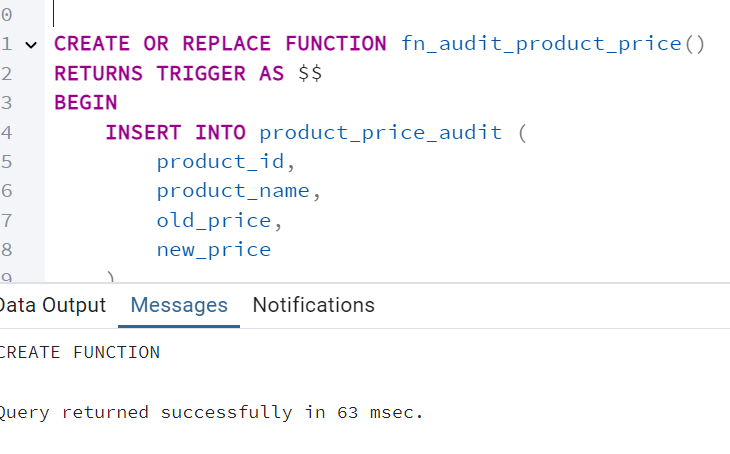 0
1 CREATE OR REPLACE FUNCTION fn_audit_product_price()
2 RETURNS TRIGGER AS $$
3 BEGIN
4 INSERT INTO product_price_audit (
5 product_id,
6 product_name,
7 old_price,
8 new_price
9 )
Data Output Messages Notifications
CREATE FUNCTION
Query returned successfully in 63 msec.